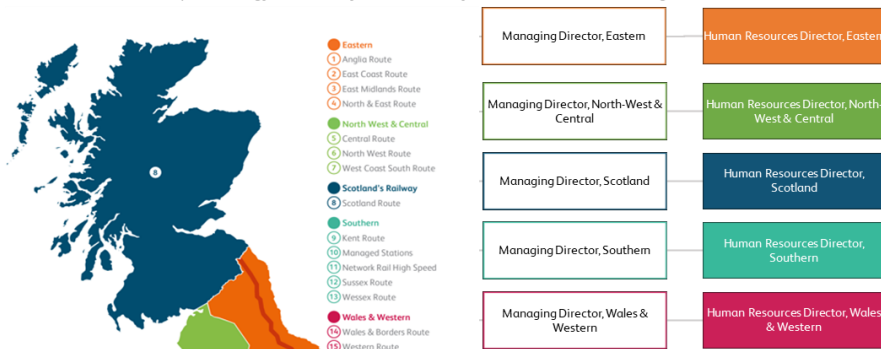 8
Eastern
1 Anglia Route
2 East Coast Route
3 East Midlands Route
4 North & East Route
North West & Central
5 Central Route
6 North West Route
7 West Coast South Route
Scotland's Railway
8 Scotland Route
Southern
9 Kent Route
10 Managed Stations
11 Network Rail High Speed
12 Sussex Route
13 Wessex Route
Wales & Western
14 Wales & Borders Route
15 Western Route
Managing Director, Eastern
Human Resources Director, Eastern
Managing Director, North-West &
Central
Human Resources Director, North-
West & Central
Managing Director, Scotland
Human Resources Director,
Scotland
Managing Director, Southern
Human Resources Director,
Southern
Managing Director, Wales &
Western
Human Resources Director, Wales
& Western